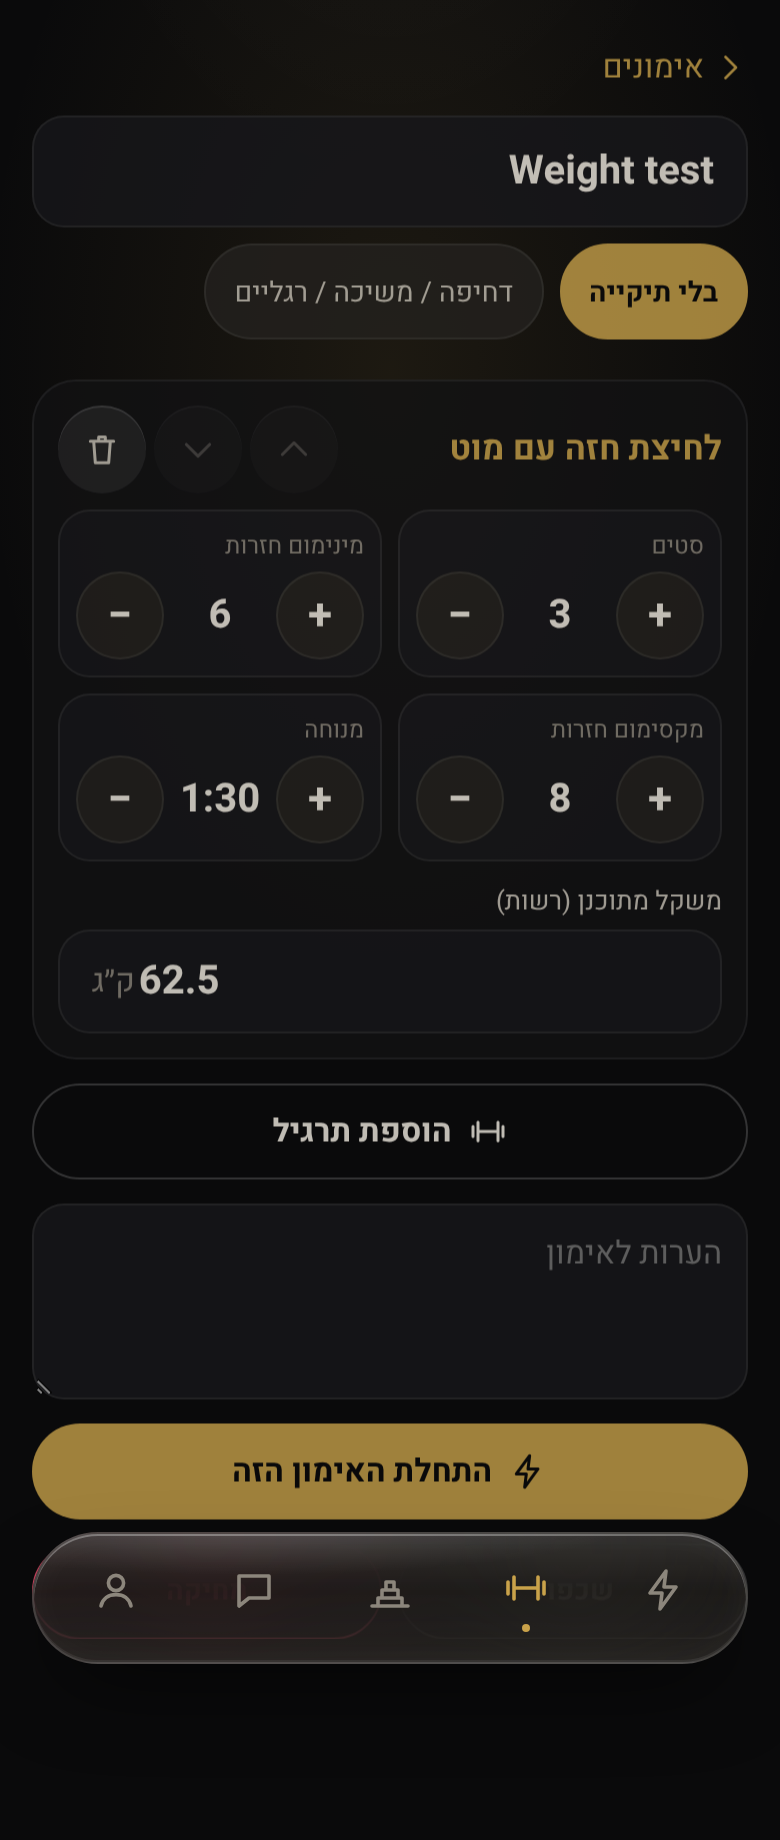 אימונים
Weight test
בלי תיקייה
דחיפה / משיכה / רגליים
לחיצת חזה עם מוט
סטים
מינימום חזרות
+ 3 −
+ 6 −
מקסימום חזרות
מנוחה
+ 8 −
+ 1:30 −
משקל מתוכנן (רשות)
62.5 ק״ג
הוספת תרגיל
הערות לאימון
התחלת האימון הזה